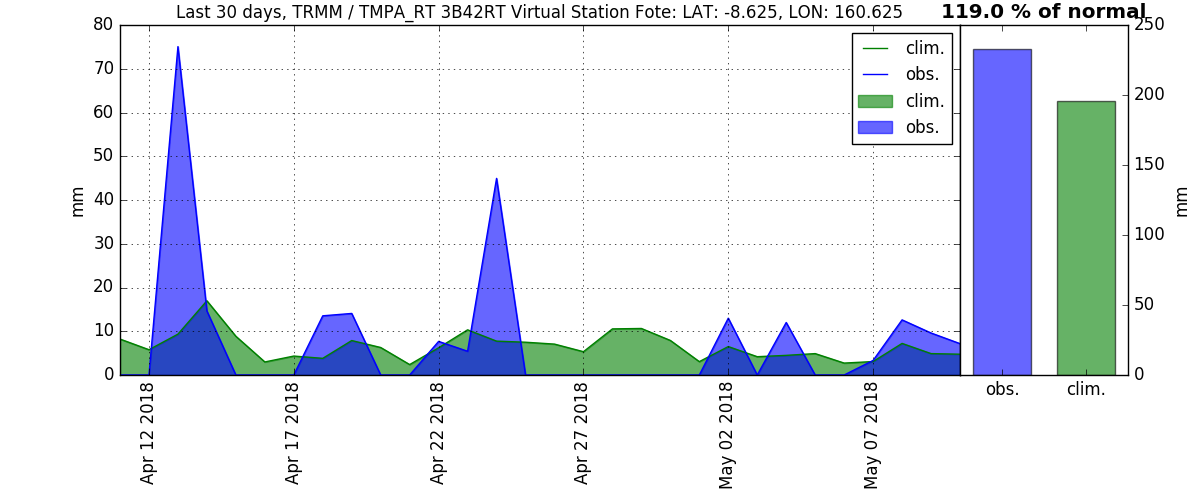 Last 30 days, TRMM / TMPA_RT 3B42RT Virtual Station Fote: LAT: -8.625, LON: 160.625
119.0 % of normal
80
70
60
50
40
30
20
10
0
mm
clim.
obs.
clim.
obs.
250
200
150
100
50
0
mm
obs.
clim.
Apr 12 2018
Apr 17 2018
Apr 22 2018
Apr 27 2018
May 02 2018
May 07 2018